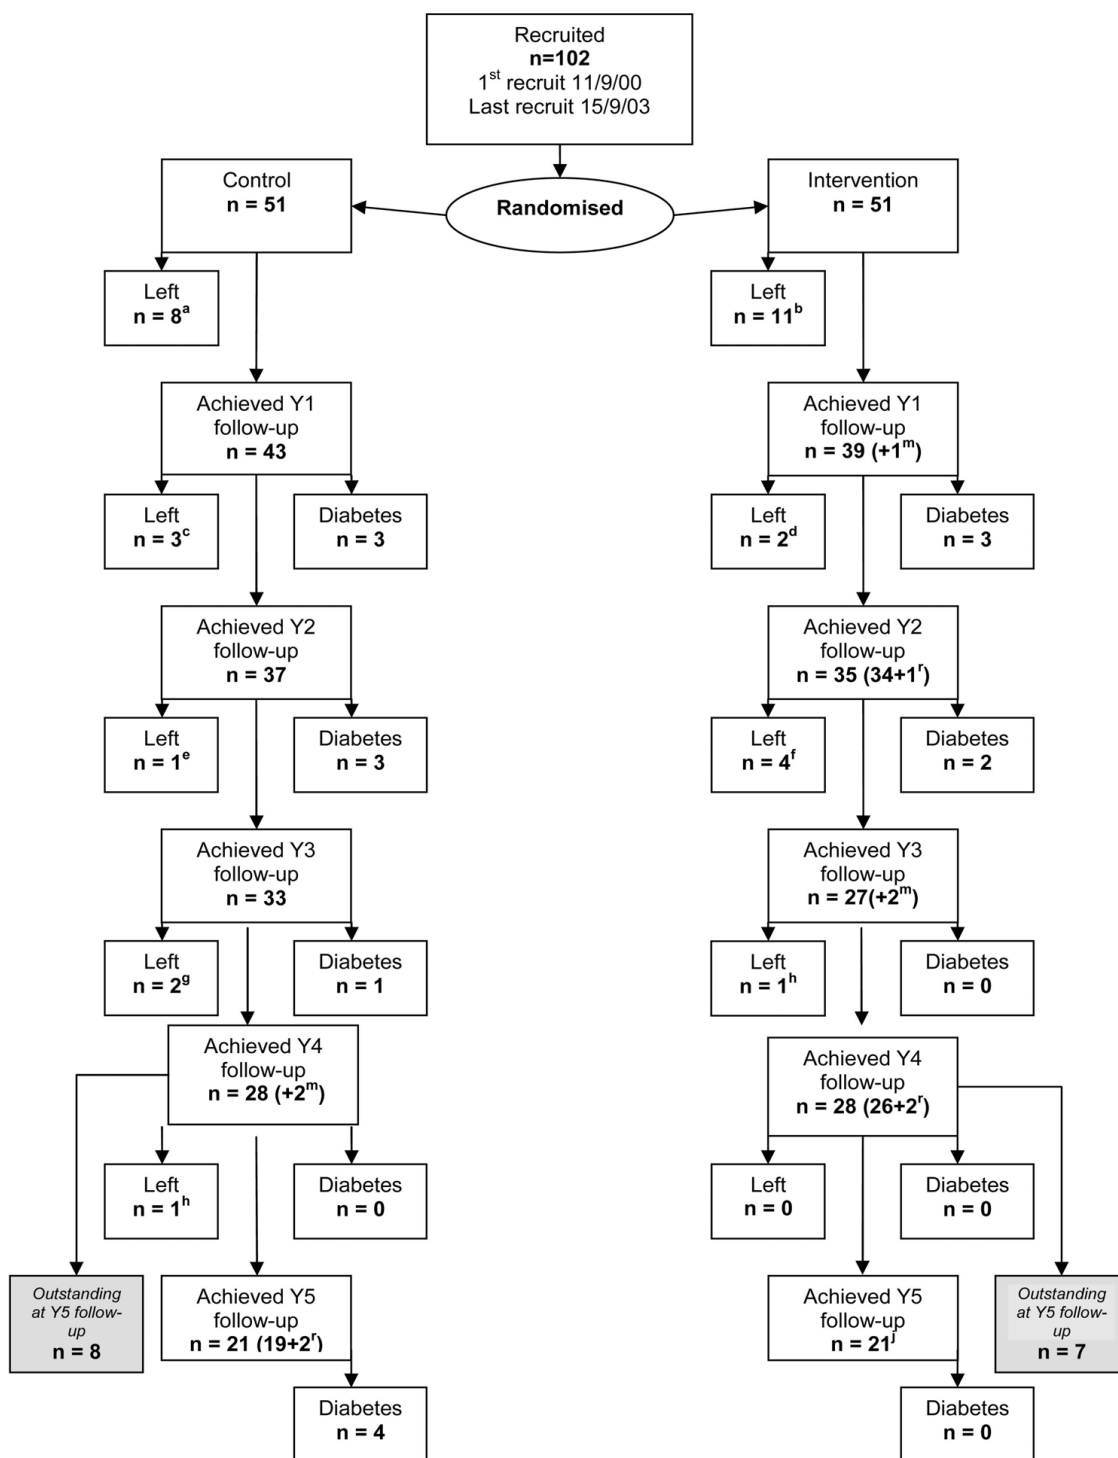 Recruited
n=102
1st recruit 11/9/00
Last recruit 15/9/03
Randomised
Control
n = 51
Intervention
n = 51
Left
n = 8a
Left
n = 11b
Achieved Y1
follow-up
n = 43
Achieved Y1
follow-up
n = 39 (+1m)
Left
n = 3c
Diabetes
n = 3
Left
n = 2d
Diabetes
n = 3
Achieved Y2
follow-up
n = 37
Achieved Y2
follow-up
n = 35 (34+1r)
Left
n = 1e
Diabetes
n = 3
Left
n = 4f
Diabetes
n = 2
Achieved Y3
follow-up
n = 33
Achieved Y3
follow-up
n = 27(+2m)
Left
n = 2g
Diabetes
n = 1
Left
n = 1h
Diabetes
n = 0
Achieved Y4
follow-up
n = 28 (+2m)
Achieved Y4
follow-up
n = 28 (26+2r)
Left
n = 1h
Diabetes
n = 0
Left
n = 0
Diabetes
n = 0
Outstanding
at Y5 follow-
up
n = 8
Achieved Y5
follow-up
n = 21 (19+2r)
Achieved Y5
follow-up
n = 21j
Outstanding
at Y5 follow-
up
n = 7
Diabetes
n = 4
Diabetes
n = 0